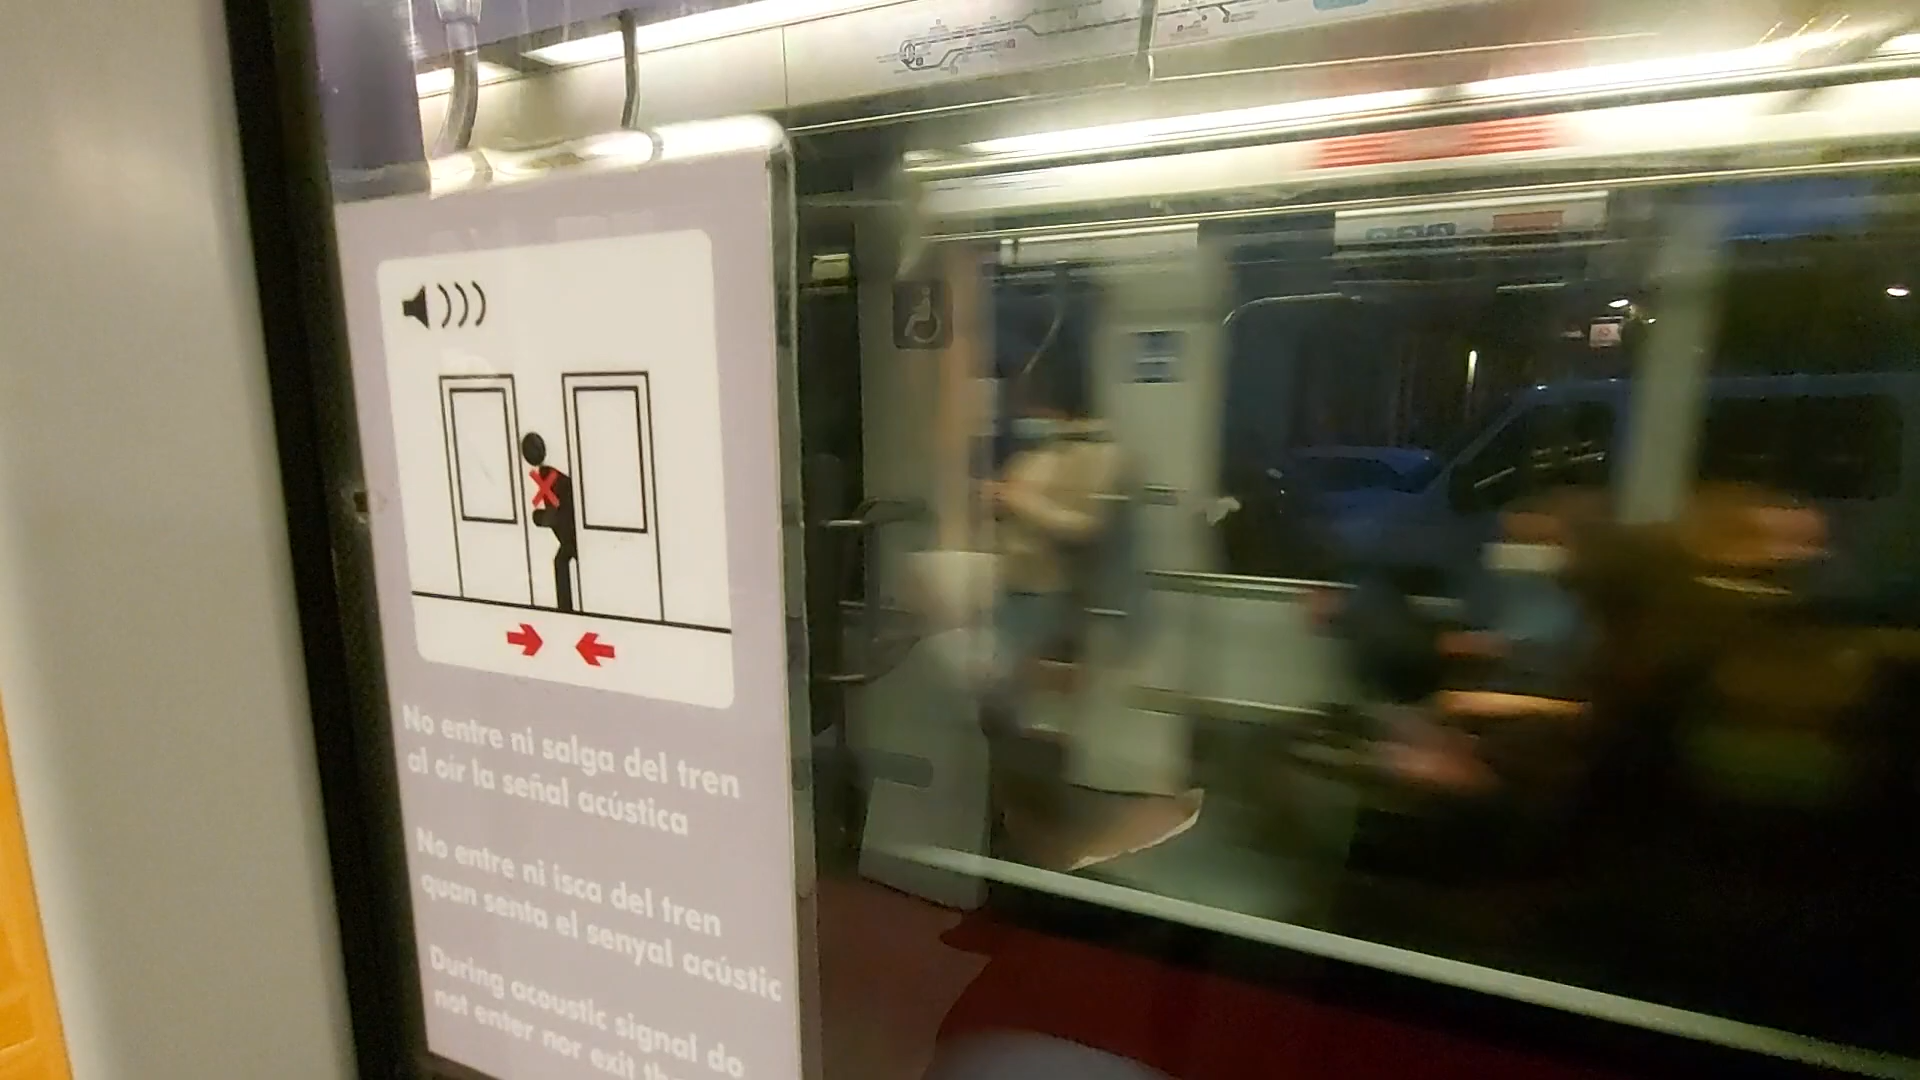 No entre ni salga del tren
al oír la señal acústica
No entre ni isca del tren
quan senta el senyal acústic
During acoustic signal do
not enter nor exit